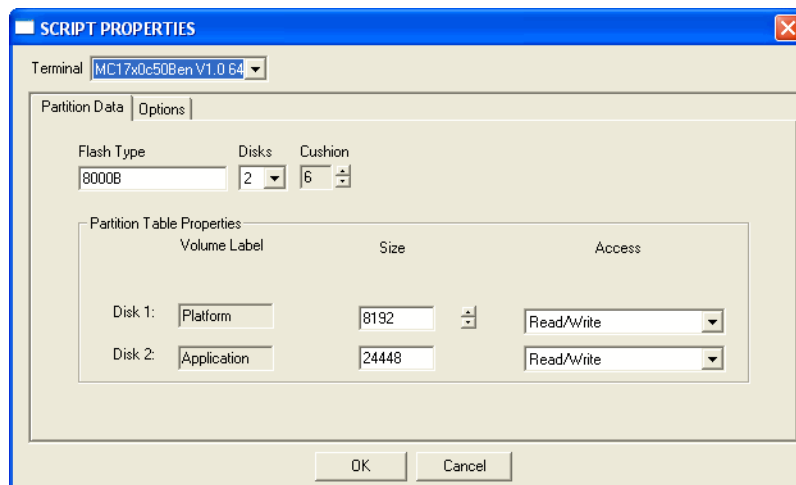 SCRIPT PROPERTIES
Terminal MC17x0c50Ben V1.0 64
Partition Data Options
Flash Type Disks Cushion
8000B 2 6
Partition Table Properties
Volume Label Size Access
Disk 1: Platform 8192 Read/Write
Disk 2: Application 24448 Read/Write
OK Cancel